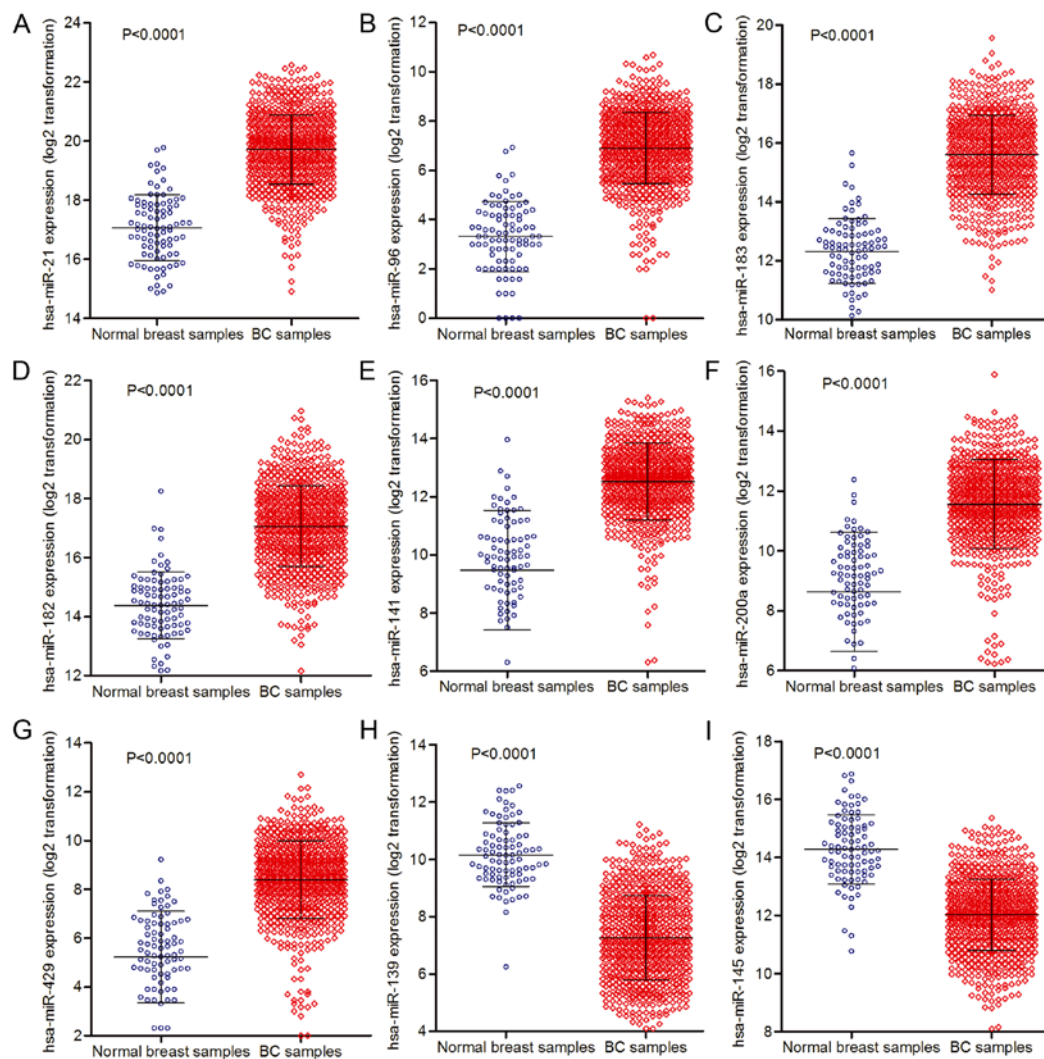 A
hsa-miR-21 expression (log2 transformation)
P<0.0001
24
22
20
18
16
14
Normal breast samples BC samples
B
hsa-miR-96 expression (log2 transformation)
P<0.0001
12
10
8
6
4
2
0
Normal breast samples BC samples
C
hsa-miR-183 expression (log2 transformation)
P<0.0001
20
18
16
14
12
10
Normal breast samples BC samples
D
hsa-miR-182 expression (log2 transformation)
P<0.0001
22
20
18
16
14
12
Normal breast samples BC samples
E
hsa-miR-141 expression (log2 transformation)
P<0.0001
16
14
12
10
8
6
Normal breast samples BC samples
F
hsa-miR-200a expression (log2 transformation)
P<0.0001
16
14
12
10
8
6
Normal breast samples BC samples
G
hsa-miR-429 expression (log2 transformation)
P<0.0001
14
12
10
8
6
4
2
Normal breast samples BC samples
H
hsa-miR-139 expression (log2 transformation)
P<0.0001
14
12
10
8
6
4
Normal breast samples BC samples
I
hsa-miR-145 expression (log2 transformation)
P<0.0001
18
16
14
12
10
8
Normal breast samples BC samples